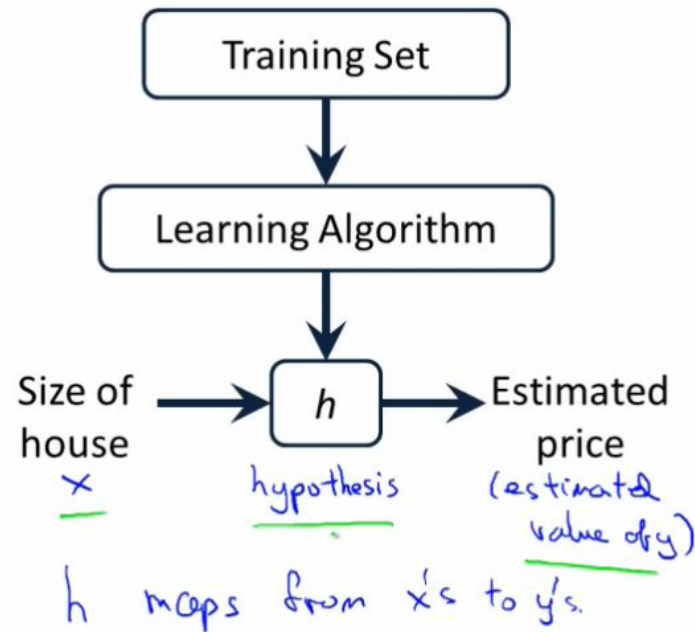 Training Set
Learning Algorithm
Size of
house
h
Estimated
price
x
hypothesis
(estimated
value of y)
h maps from x's to y's.